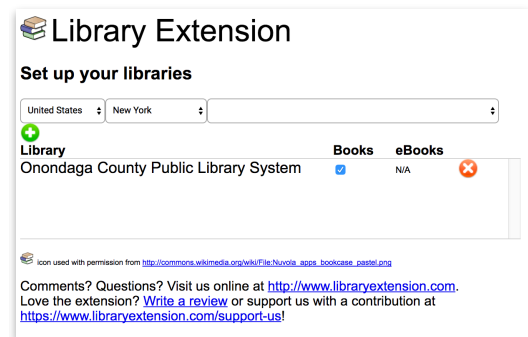 Library Extension
Set up your libraries
United States New York
Library Books eBooks
Onondaga County Public Library System N/A
icon used with permission from http://commons.wikimedia.org/wiki/File:Nuvola_apps_bookcase_pastel.png
Comments? Questions? Visit us online at http://www.libraryextension.com.
Love the extension? Write a review or support us with a contribution at
https://www.libraryextension.com/support-us!